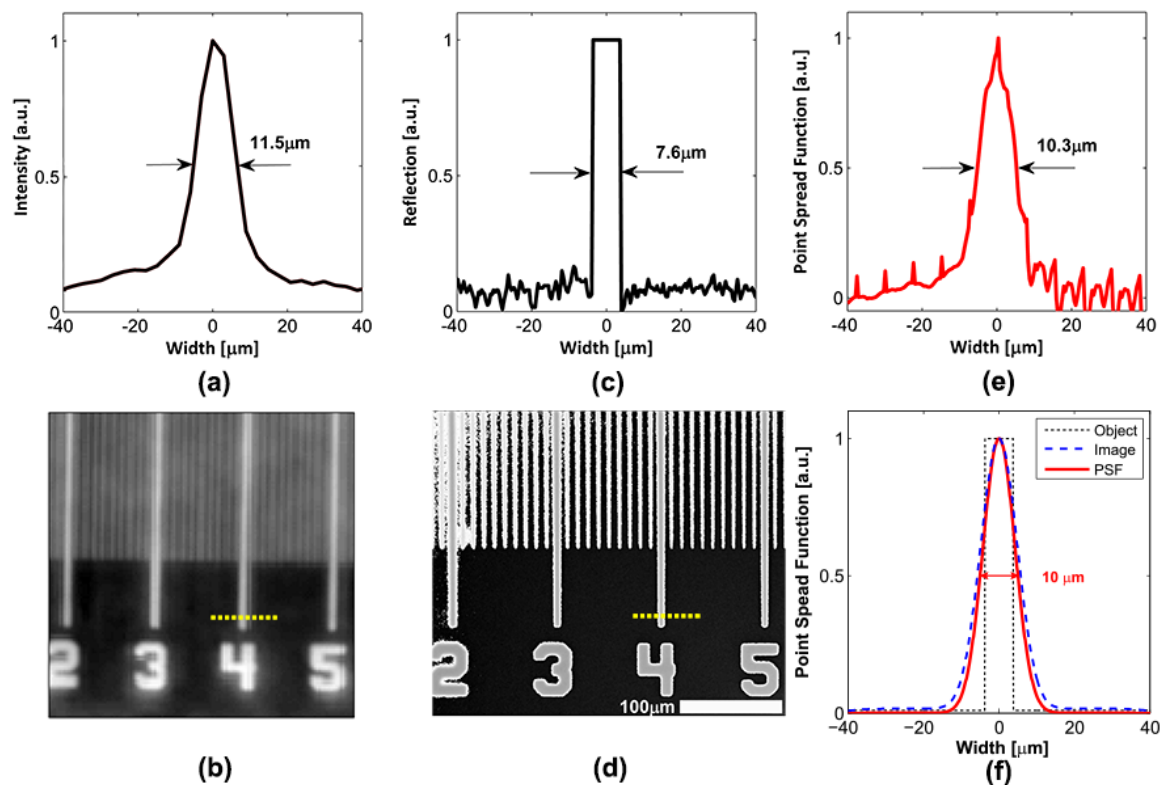 1
0.5
0
-40
-20
0
20
40
Intensity [a.u.]
11.5μm
Width [μm]
(a)
1
0.5
0
-40
-20
0
20
40
Reflection [a.u.]
7.6μm
Width [μm]
(c)
1
0.5
0
-40
-20
0
20
40
Point Spread Function [a.u.]
10.3μm
Width [μm]
(e)
2 3 4 5
(b)
2 3 4 5
100μm
(d)
1
0.5
0
−40
−20
0
20
40
Point Spead Function [a.u.]
Object
Image
PSF
10 μm
Width [μm]
(f)